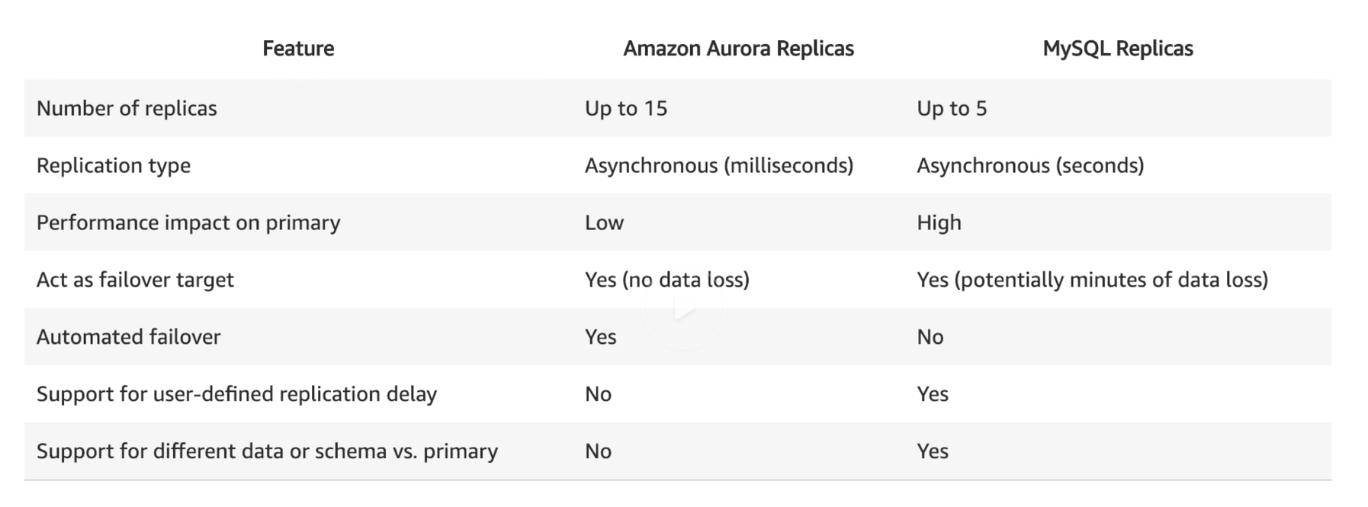 Feature Amazon Aurora Replicas MySQL Replicas
Number of replicas Up to 15 Up to 5
Replication type Asynchronous (milliseconds) Asynchronous (seconds)
Performance impact on primary Low High
Act as failover target Yes (no data loss) Yes (potentially minutes of data loss)
Automated failover Yes No
Support for user-defined replication delay No Yes
Support for different data or schema vs. primary No Yes